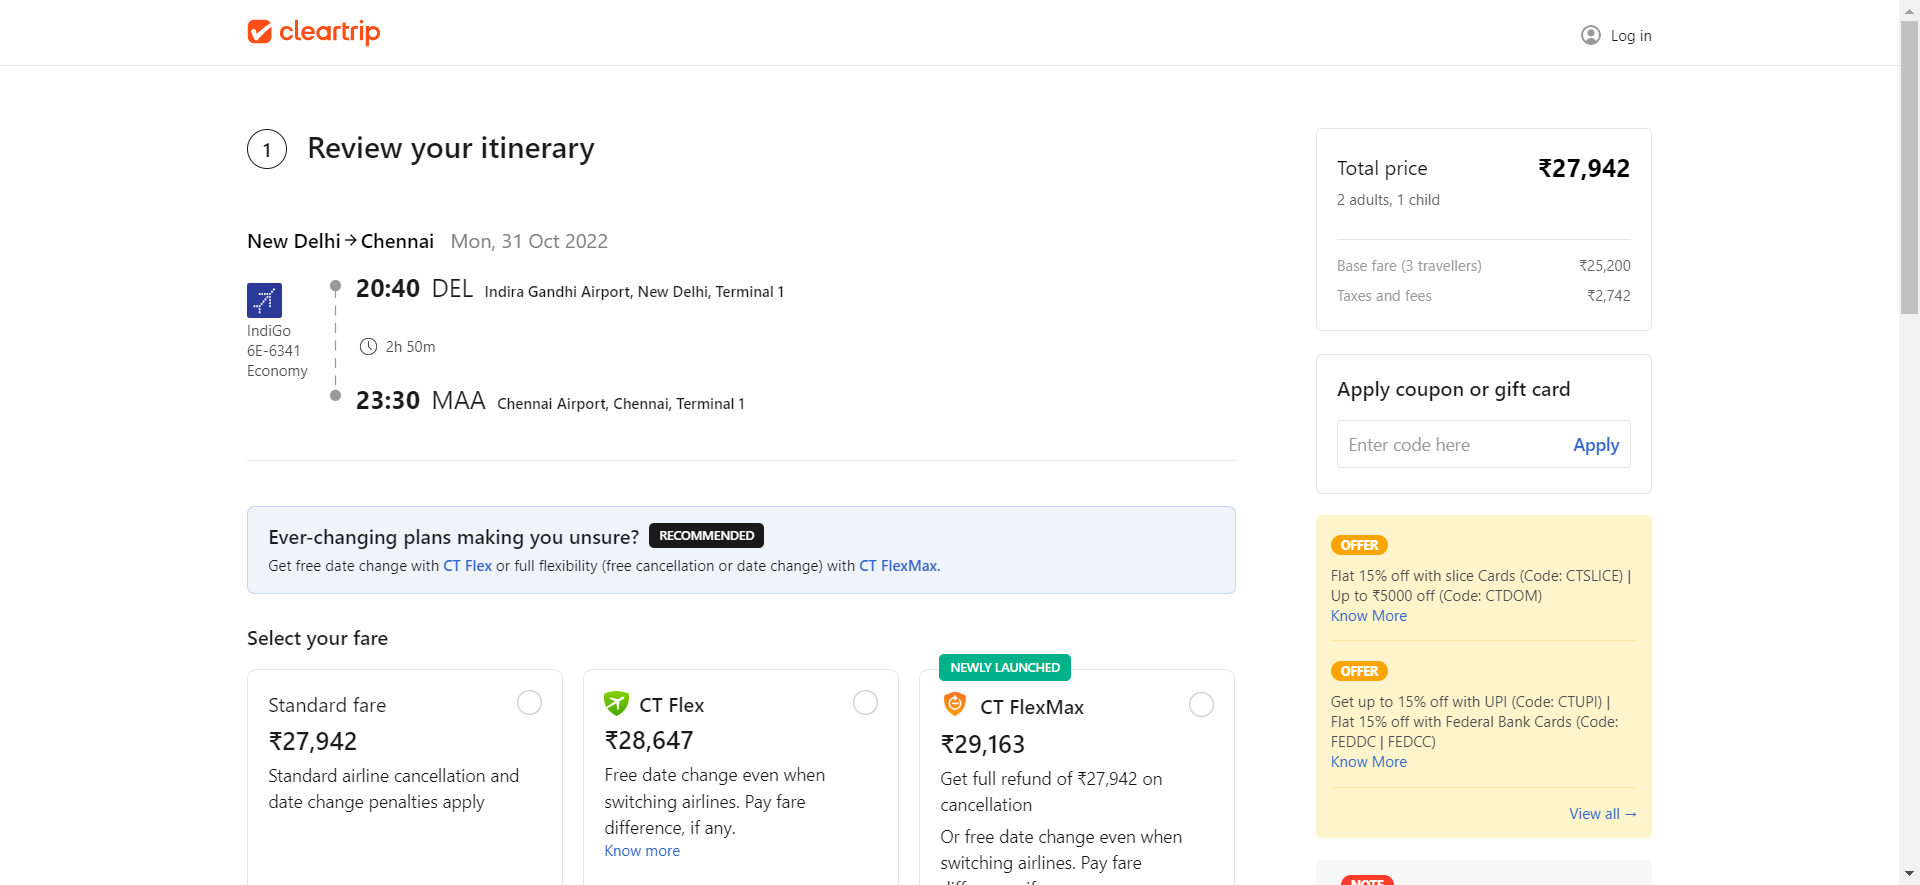 cleartrip
Log in
1 Review your itinerary
New Delhi → Chennai Mon, 31 Oct 2022
IndiGo
6E-6341
Economy
20:40 DEL Indira Gandhi Airport, New Delhi, Terminal 1
2h 50m
23:30 MAA Chennai Airport, Chennai, Terminal 1
Ever-changing plans making you unsure? RECOMMENDED
Get free date change with CT Flex or full flexibility (free cancellation or date change) with CT FlexMax.
Select your fare
Standard fare
₹27,942
Standard airline cancellation and
date change penalties apply
CT Flex
₹28,647
Free date change even when
switching airlines. Pay fare
difference, if any.
Know more
NEWLY LAUNCHED
CT FlexMax
₹29,163
Get full refund of ₹27,942 on
cancellation
Or free date change even when
switching airlines. Pay fare
Total price ₹27,942
2 adults, 1 child
Base fare (3 travellers) ₹25,200
Taxes and fees ₹2,742
Apply coupon or gift card
Enter code here Apply
OFFER
Flat 15% off with slice Cards (Code: CTSLICE) |
Up to ₹5000 off (Code: CTDOM)
Know More
OFFER
Get up to 15% off with UPI (Code: CTUPI) |
Flat 15% off with Federal Bank Cards (Code:
FEDDC | FEDCC)
Know More
View all →
NOTE